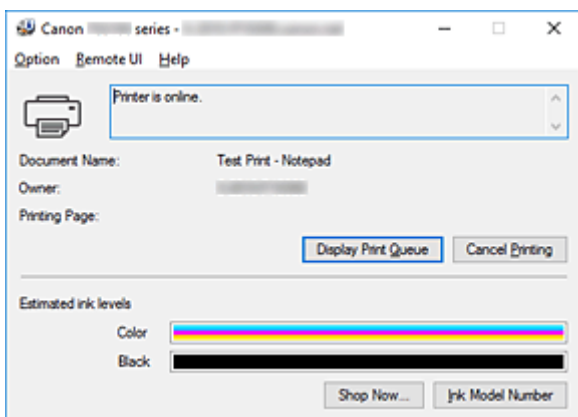 Canon series -
Option Remote UI Help
Printer is online.
Document Name: Test Print - Notepad
Owner:
Printing Page:
Display Print Queue Cancel Printing
Estimated ink levels
Color
Black
Shop Now... Ink Model Number